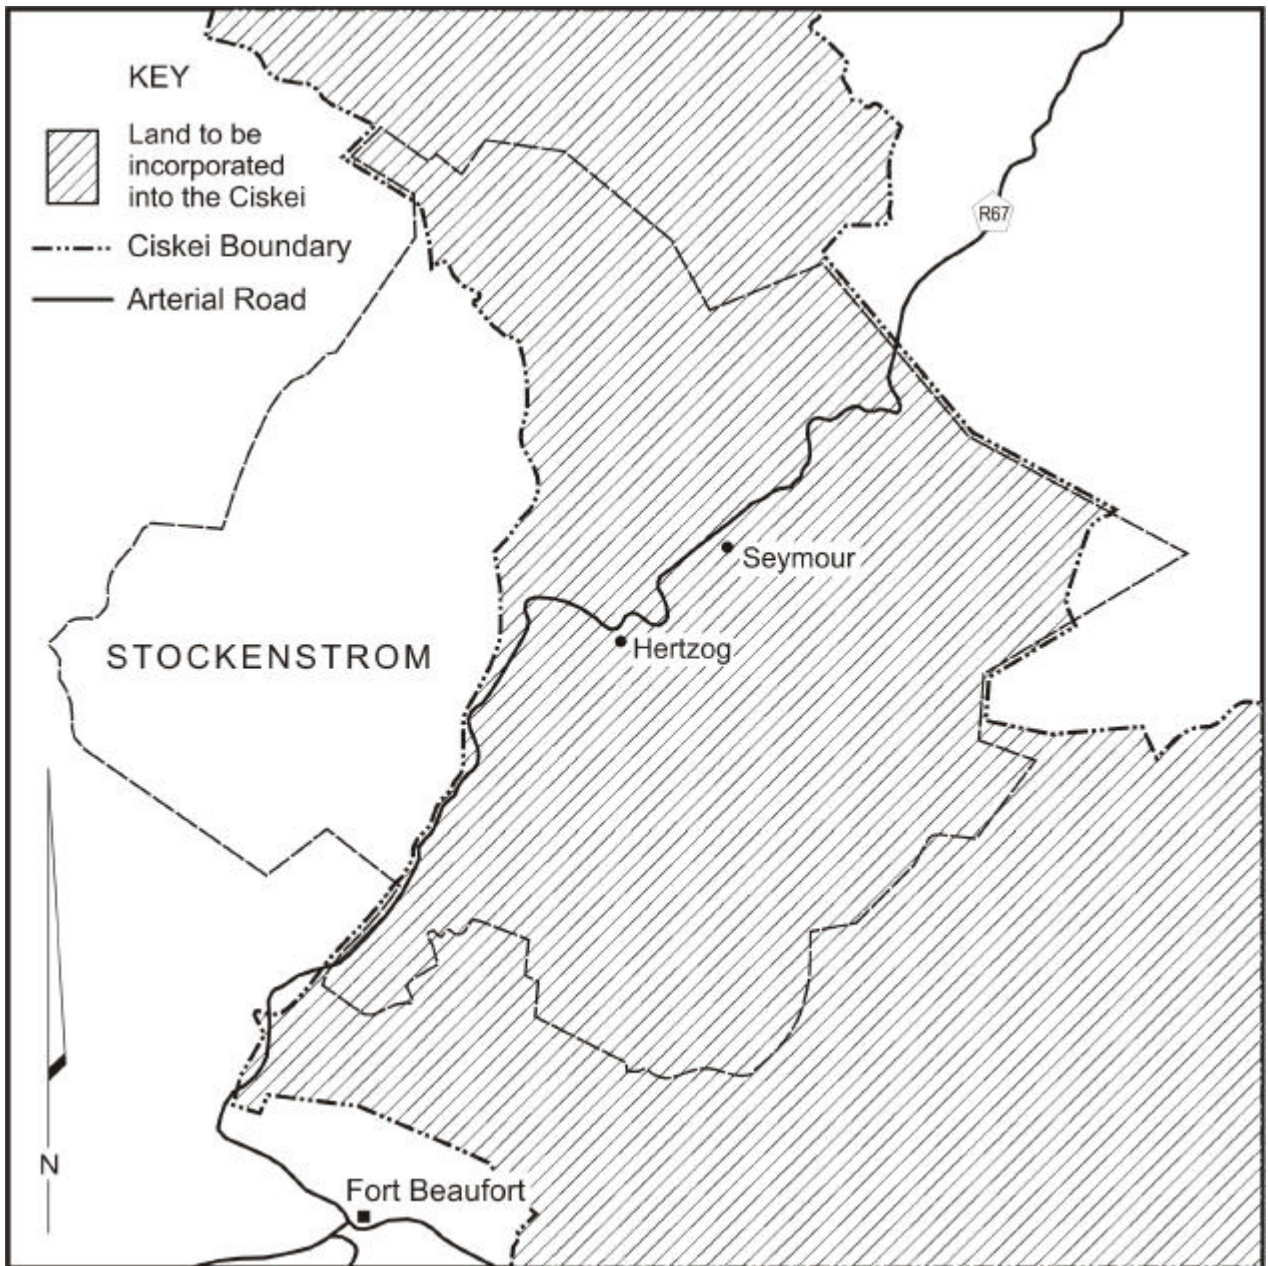 KEY
Land to be
incorporated
into the Ciskei
Ciskei Boundary
Arterial Road
R67
Seymour
Hertzog
STOCKENSTROM
N
Fort Beaufort